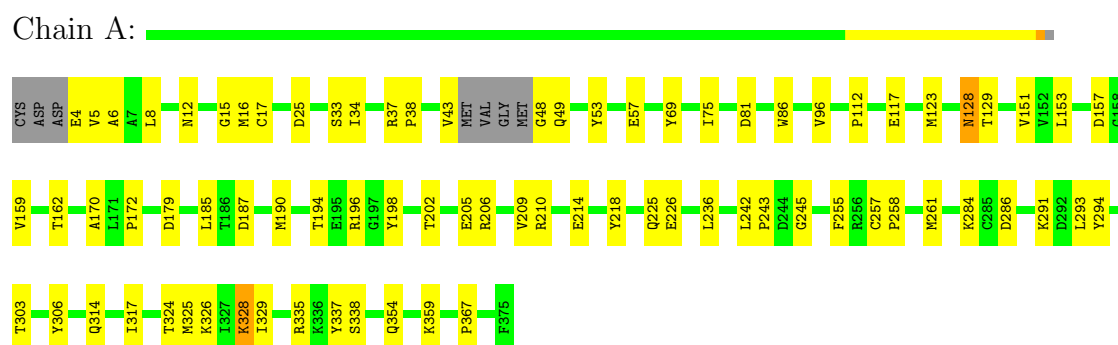 Chain A:
CYS ASP ASP E4 V5 A6 A7 L8 N12 G15 M16 C17 D25 S33 I34 R37 P38 V43 MET VAL GLY MET G48 Q49 Y53 E57 Y69 I75 D81 W86 V96 P112 E117 M123 N128 T129 V151 V152 L153 D157 G158
V159 T162 A170 L171 P172 D179 L185 T186 D187 M190 T194 E195 R196 G197 Y198 T202 E205 R206 V209 R210 E214 Y218 Q225 E226 L236 L242 P243 D244 G245 F255 R256 C257 P258 M261 K284 C285 D286 K291 D292 L293 Y294
T303 Y306 Q314 I317 T324 M325 K326 I327 K328 I329 R335 K336 Y337 S338 Q354 K359 P367 F375